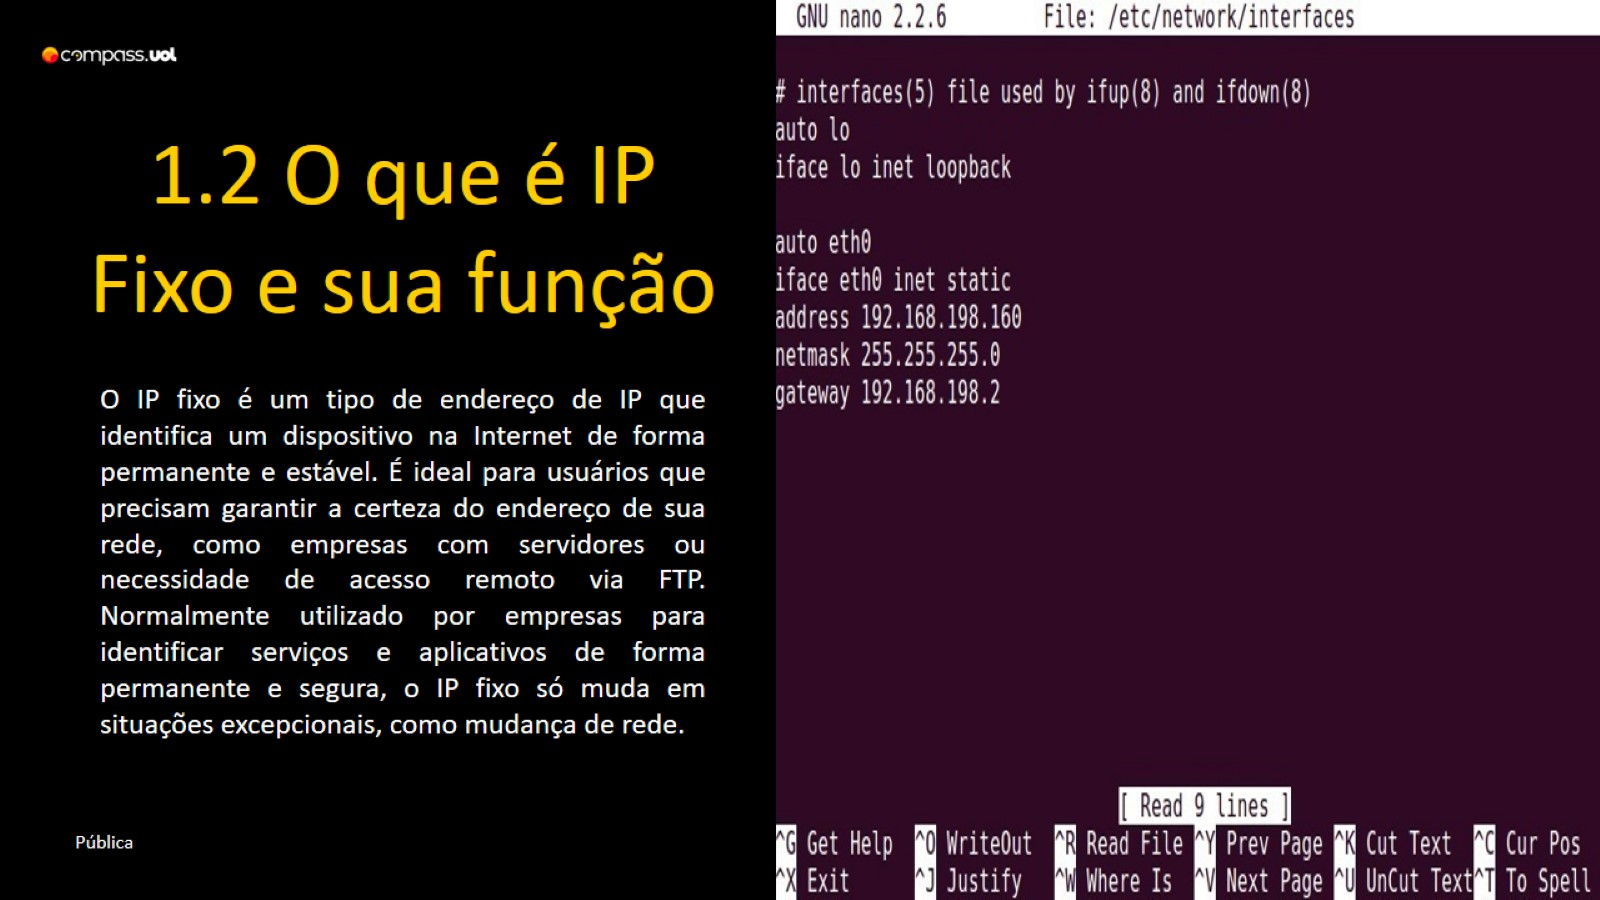 compass.uol
1.2 O que é IP
Fixo e sua função
O IP fixo é um tipo de endereço de IP que
identifica um dispositivo na Internet de forma
permanente e estável. É ideal para usuários que
precisam garantir a certeza do endereço de sua
rede, como empresas com servidores ou
necessidade de acesso remoto via FTP.
Normalmente utilizado por empresas para
identificar serviços e aplicativos de forma
permanente e segura, o IP fixo só muda em
situações excepcionais, como mudança de rede.
Pública
GNU nano 2.2.6 File: /etc/network/interfaces
# interfaces(5) file used by ifup(8) and ifdown(8)
auto lo
iface lo inet loopback
auto eth0
iface eth0 inet static
address 192.168.198.160
netmask 255.255.255.0
gateway 192.168.198.2
[ Read 9 lines ]
^G Get Help ^O WriteOut ^R Read File ^Y Prev Page ^K Cut Text ^C Cur Pos
^X Exit ^J Justify ^W Where Is ^V Next Page ^U UnCut Text ^T To Spell